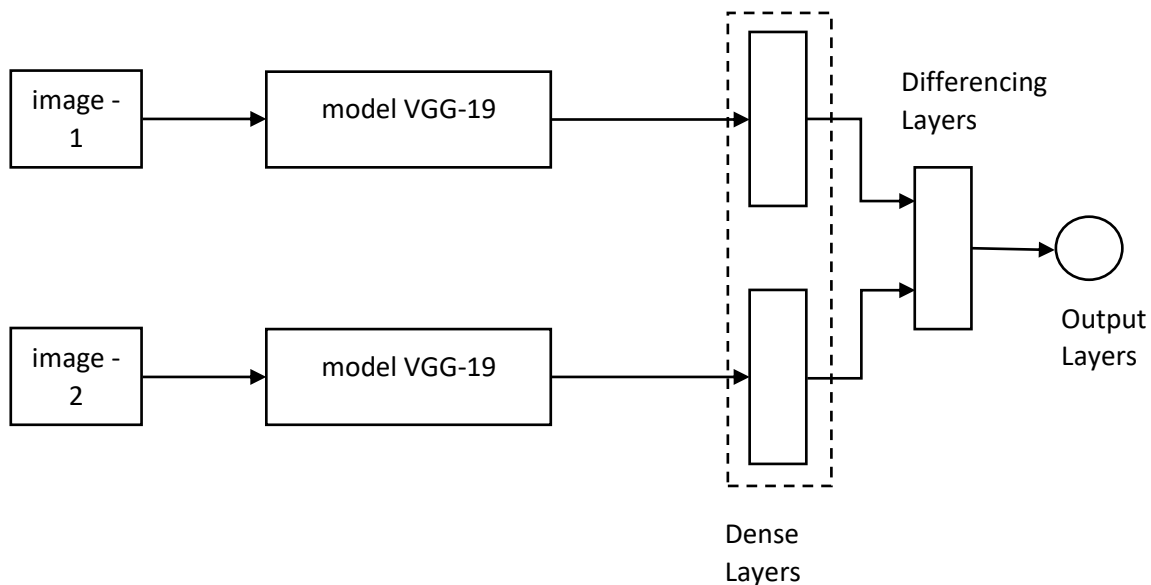 image -
1
model VGG-19
Differencing
Layers
image -
2
model VGG-19
Output
Layers
Dense
Layers